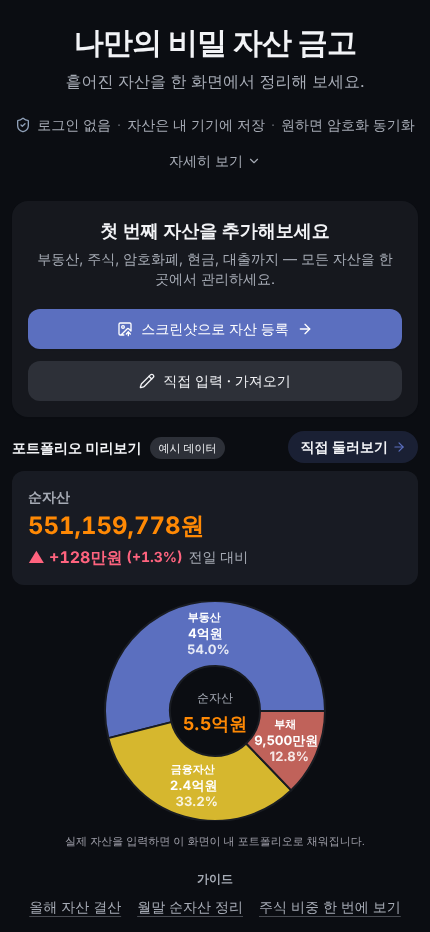 나만의 비밀 자산 금고
흩어진 자산을 한 화면에서 정리해 보세요.
로그인 없음 · 자산은 내 기기에 저장 · 원하면 암호화 동기화
자세히 보기
첫 번째 자산을 추가해보세요
부동산, 주식, 암호화폐, 현금, 대출까지 — 모든 자산을 한
곳에서 관리하세요.
스크린샷으로 자산 등록 →
직접 입력 · 가져오기
포트폴리오 미리보기 예시 데이터 직접 둘러보기 →
순자산
551,159,778원
▲ +128만원 (+1.3%) 전일 대비
부동산
4억원
54.0%
순자산
5.5억원
부채
9,500만원
12.8%
금융자산
2.4억원
33.2%
실제 자산을 입력하면 이 화면이 내 포트폴리오로 채워집니다.
가이드
올해 자산 결산 월말 순자산 정리 주식 비중 한 번에 보기